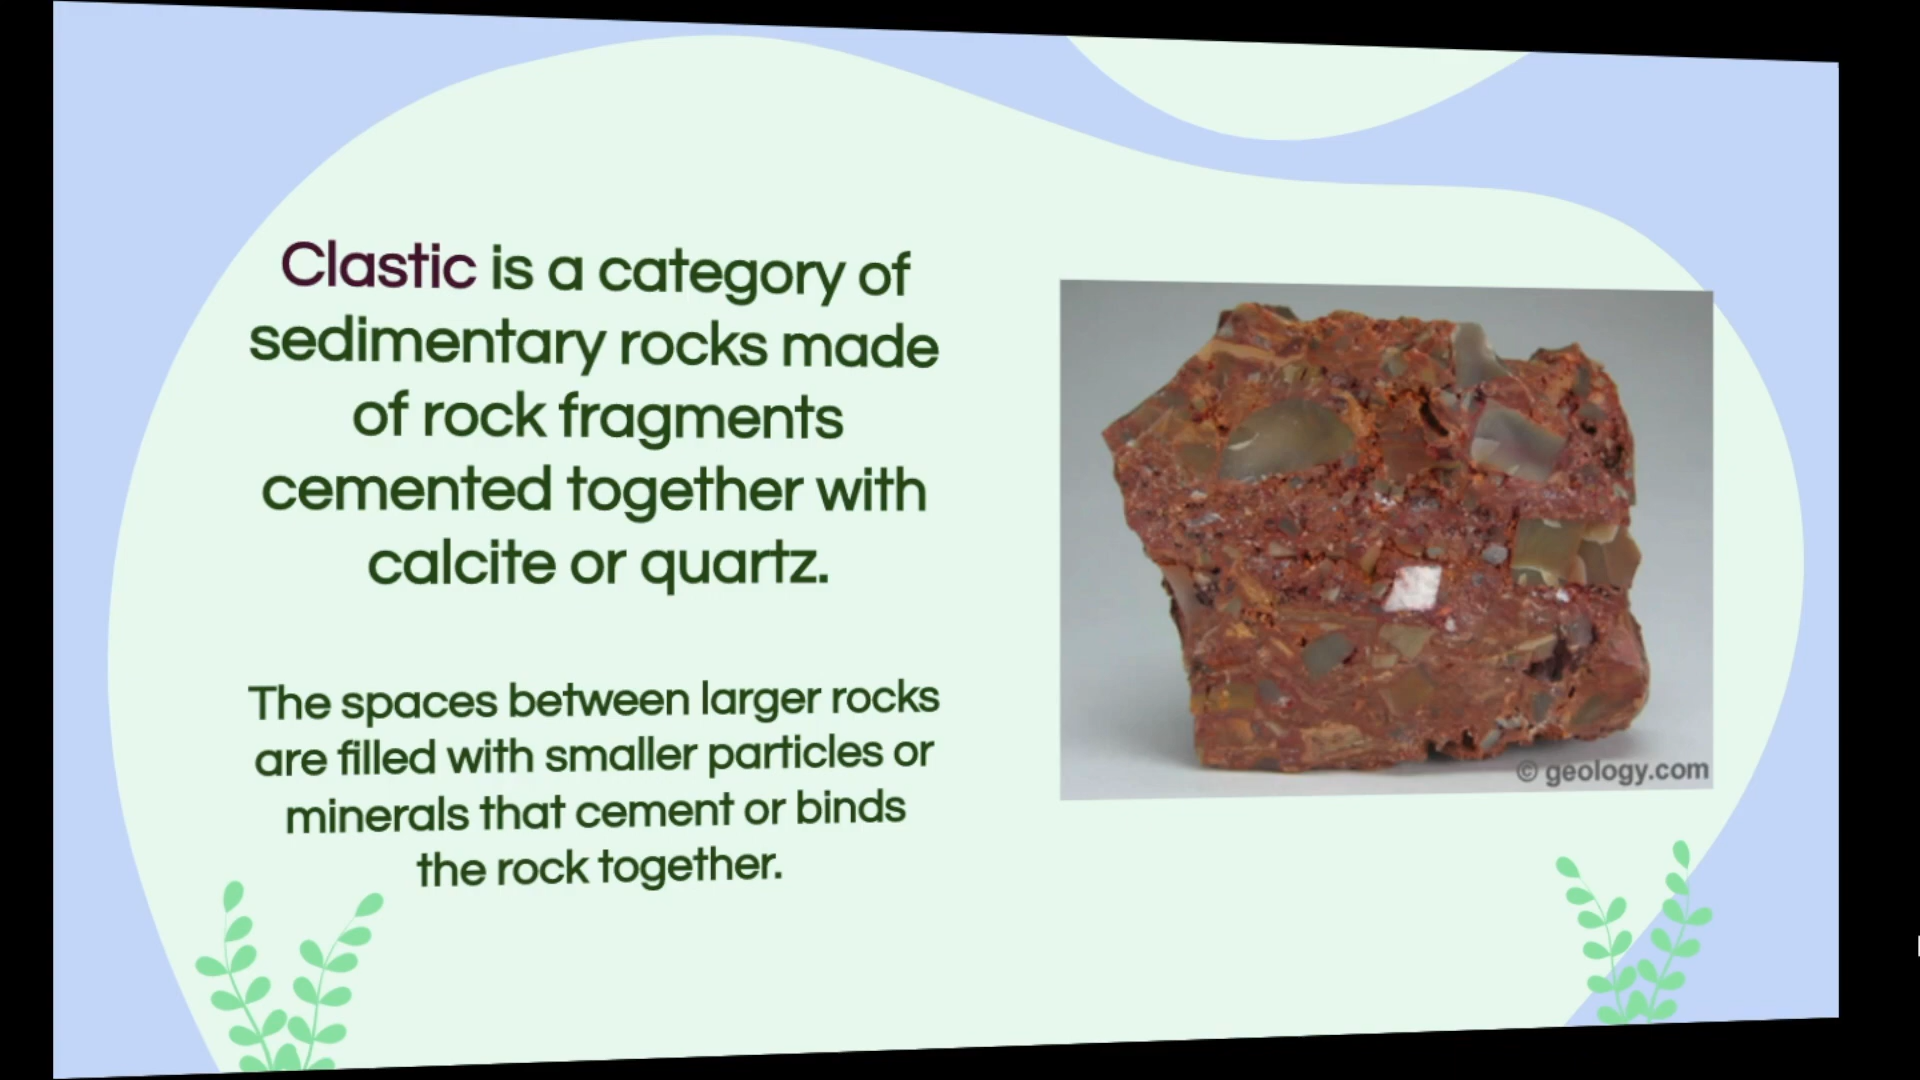 Clastic is a category of
sedimentary rocks made
of rock fragments
cemented together with
calcite or quartz.
The spaces between larger rocks
are filled with smaller particles or
minerals that cement or binds
the rock together.
© geology.com